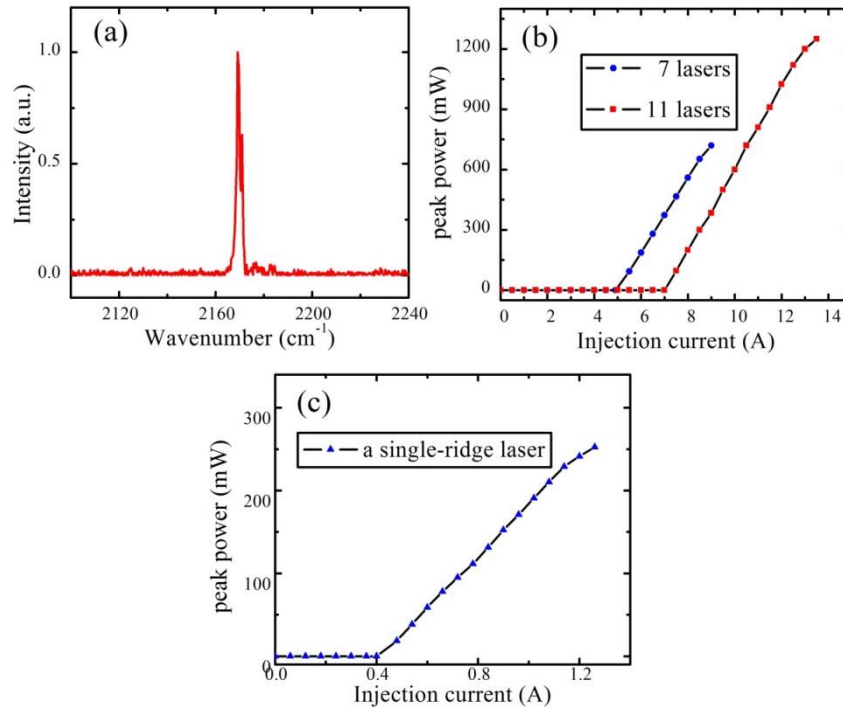 (a)
Intensity (a.u.)
1.0
0.5
0.0
2120 2160 2200 2240
Wavenumber (cm⁻¹)
(b)
peak power (mW)
1200
900
600
300
0
7 lasers
11 lasers
0 2 4 6 8 10 12 14
Injection current (A)
(c)
peak power (mW)
300
200
100
0
a single-ridge laser
0.0 0.4 0.8 1.2
Injection current (A)